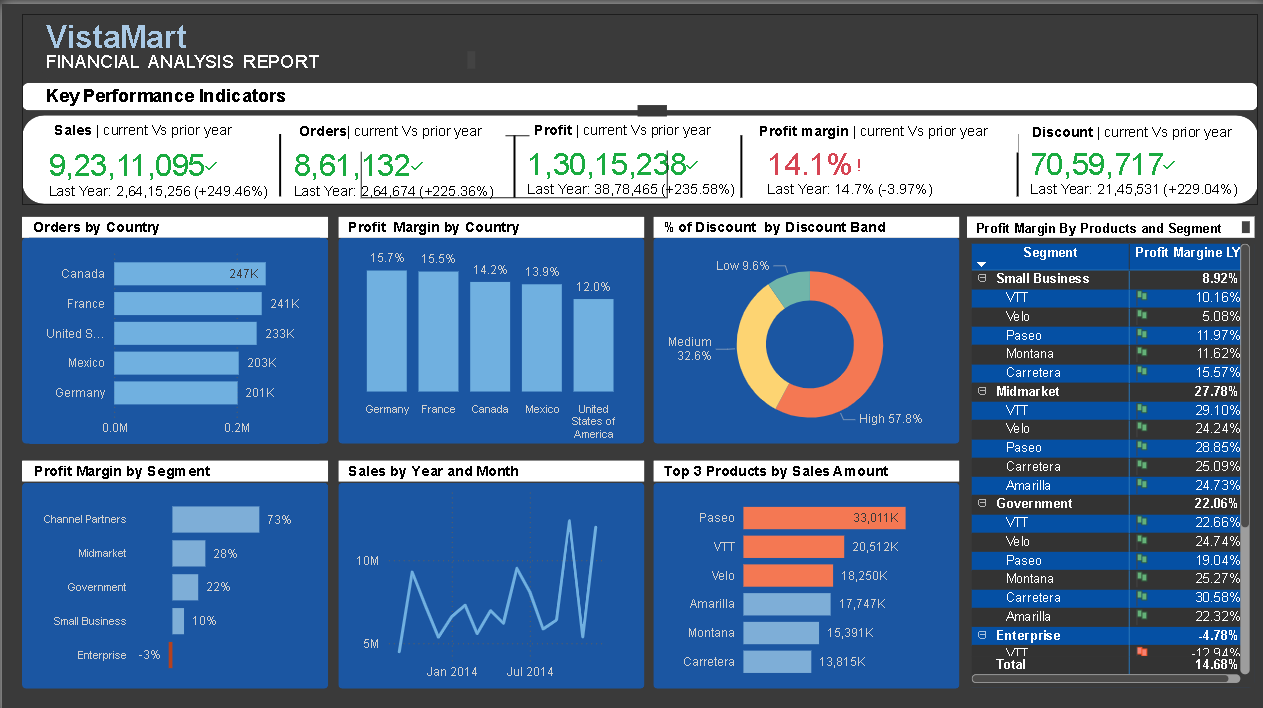 VistaMart
FINANCIAL ANALYSIS REPORT
Key Performance Indicators
Sales | current Vs prior year
9,23,11,095
Last Year: 2,64,15,256 (+249.46%)
Orders| current Vs prior year
8,61,132
Last Year: 2,64,674 (+225.36%)
Profit | current Vs prior year
1,30,15,238
Last Year: 38,78,465 (+235.58%)
Profit margin | current Vs prior year
14.1% !
Last Year: 14.7% (-3.97%)
Discount | current Vs prior year
70,59,717
Last Year: 21,45,531 (+229.04%)
Orders by Country
Canada 247K
France 241K
United S... 233K
Mexico 203K
Germany 201K
0.0M 0.2M
Profit Margin by Country
15.7% 15.5% 14.2% 13.9% 12.0%
Germany France Canada Mexico United
States of
America
% of Discount by Discount Band
Low 9.6%
Medium
32.6%
High 57.8%
Profit Margin By Products and Segment
Segment Profit Margine LY
Small Business 8.92%
VTT 10.16%
Velo 5.08%
Paseo 11.97%
Montana 11.62%
Carretera 15.57%
Midmarket 27.78%
VTT 29.10%
Velo 24.24%
Paseo 28.85%
Carretera 25.09%
Amarilla 24.73%
Government 22.06%
VTT 22.66%
Velo 24.74%
Paseo 19.04%
Montana 25.27%
Carretera 30.58%
Amarilla 22.32%
Enterprise -4.78%
VTT -12.94%
Total 14.68%
Profit Margin by Segment
Channel Partners 73%
Midmarket 28%
Government 22%
Small Business 10%
Enterprise -3%
Sales by Year and Month
10M
5M
Jan 2014 Jul 2014
Top 3 Products by Sales Amount
Paseo 33,011K
VTT 20,512K
Velo 18,250K
Amarilla 17,747K
Montana 15,391K
Carretera 13,815K